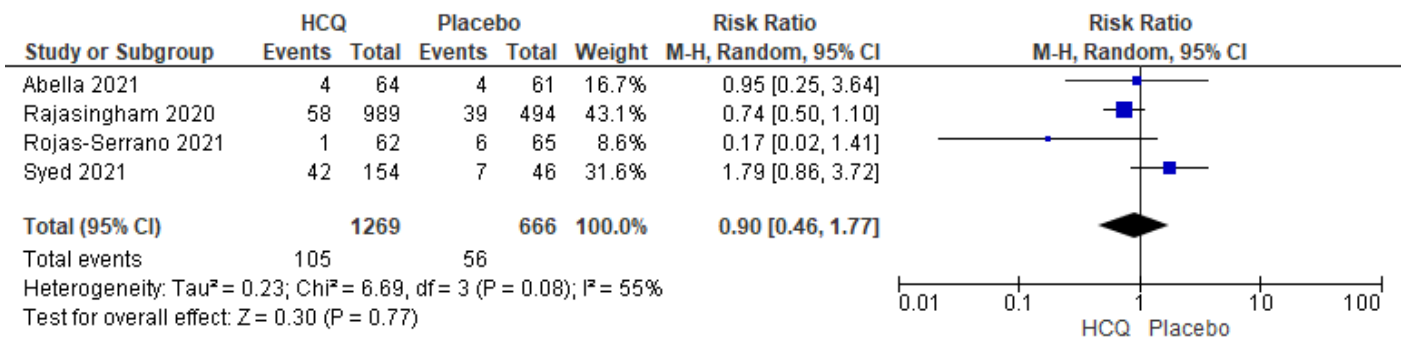 HCQ Placebo Risk Ratio Risk Ratio
Study or Subgroup Events Total Events Total Weight M-H, Random, 95% CI M-H, Random, 95% CI
Abella 2021 4 64 4 61 16.7% 0.95 [0.25, 3.64]
Rajasingham 2020 58 989 39 494 43.1% 0.74 [0.50, 1.10]
Rojas-Serrano 2021 1 62 6 65 8.6% 0.17 [0.02, 1.41]
Syed 2021 42 154 7 46 31.6% 1.79 [0.86, 3.72]
Total (95% CI) 1269 666 100.0% 0.90 [0.46, 1.77]
Total events 105 56
Heterogeneity: Tau² = 0.23; Chi² = 6.69, df = 3 (P = 0.08); I² = 55%
Test for overall effect: Z = 0.30 (P = 0.77)
0.01 0.1 1 10 100
HCQ Placebo